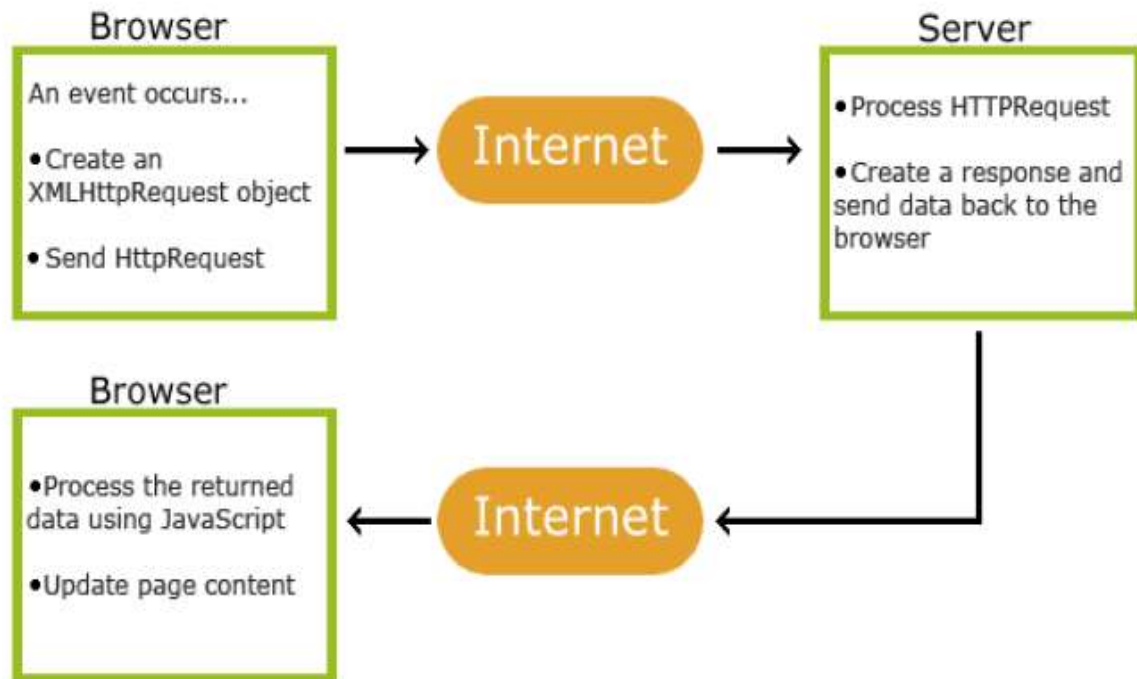 Browser
An event occurs...
•Create an
XMLHttpRequest object
• Send HttpRequest
Internet
Server
•Process HTTPRequest
•Create a response and
send data back to the
browser
Browser
•Process the returned
data using JavaScript
•Update page content
Internet